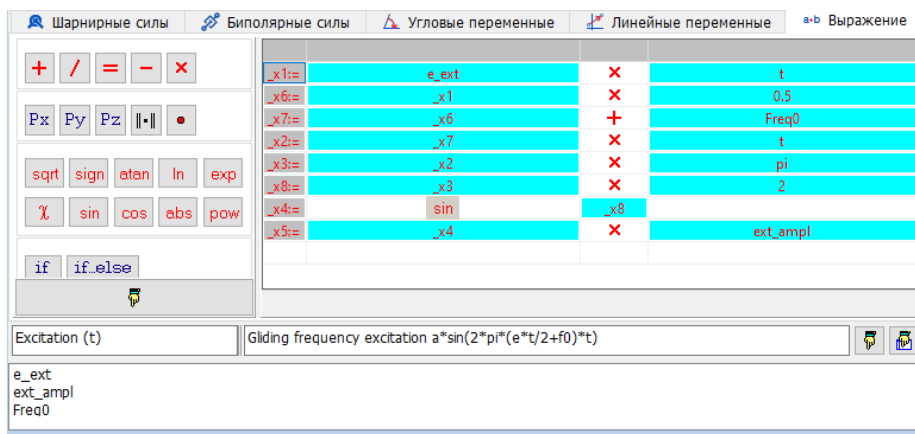 Шарнирные силы Биполярные силы Угловые переменные Линейные переменные a•b Выражение
+ / = − ×
Px Py Pz ‖•‖ •
sqrt sign atan ln exp
χ sin cos abs pow
if if...else
_x1:= e_ext × t
_x6:= _x1 × 0.5
_x7:= _x6 + Freq0
_x2:= _x7 × t
_x3:= _x2 × pi
_x8:= _x3 × 2
_x4:= sin _x8
_x5:= _x4 × ext_ampl
Excitation (t) Gliding frequency excitation a*sin(2*pi*(e*t/2+f0)*t)
e_ext
ext_ampl
Freq0